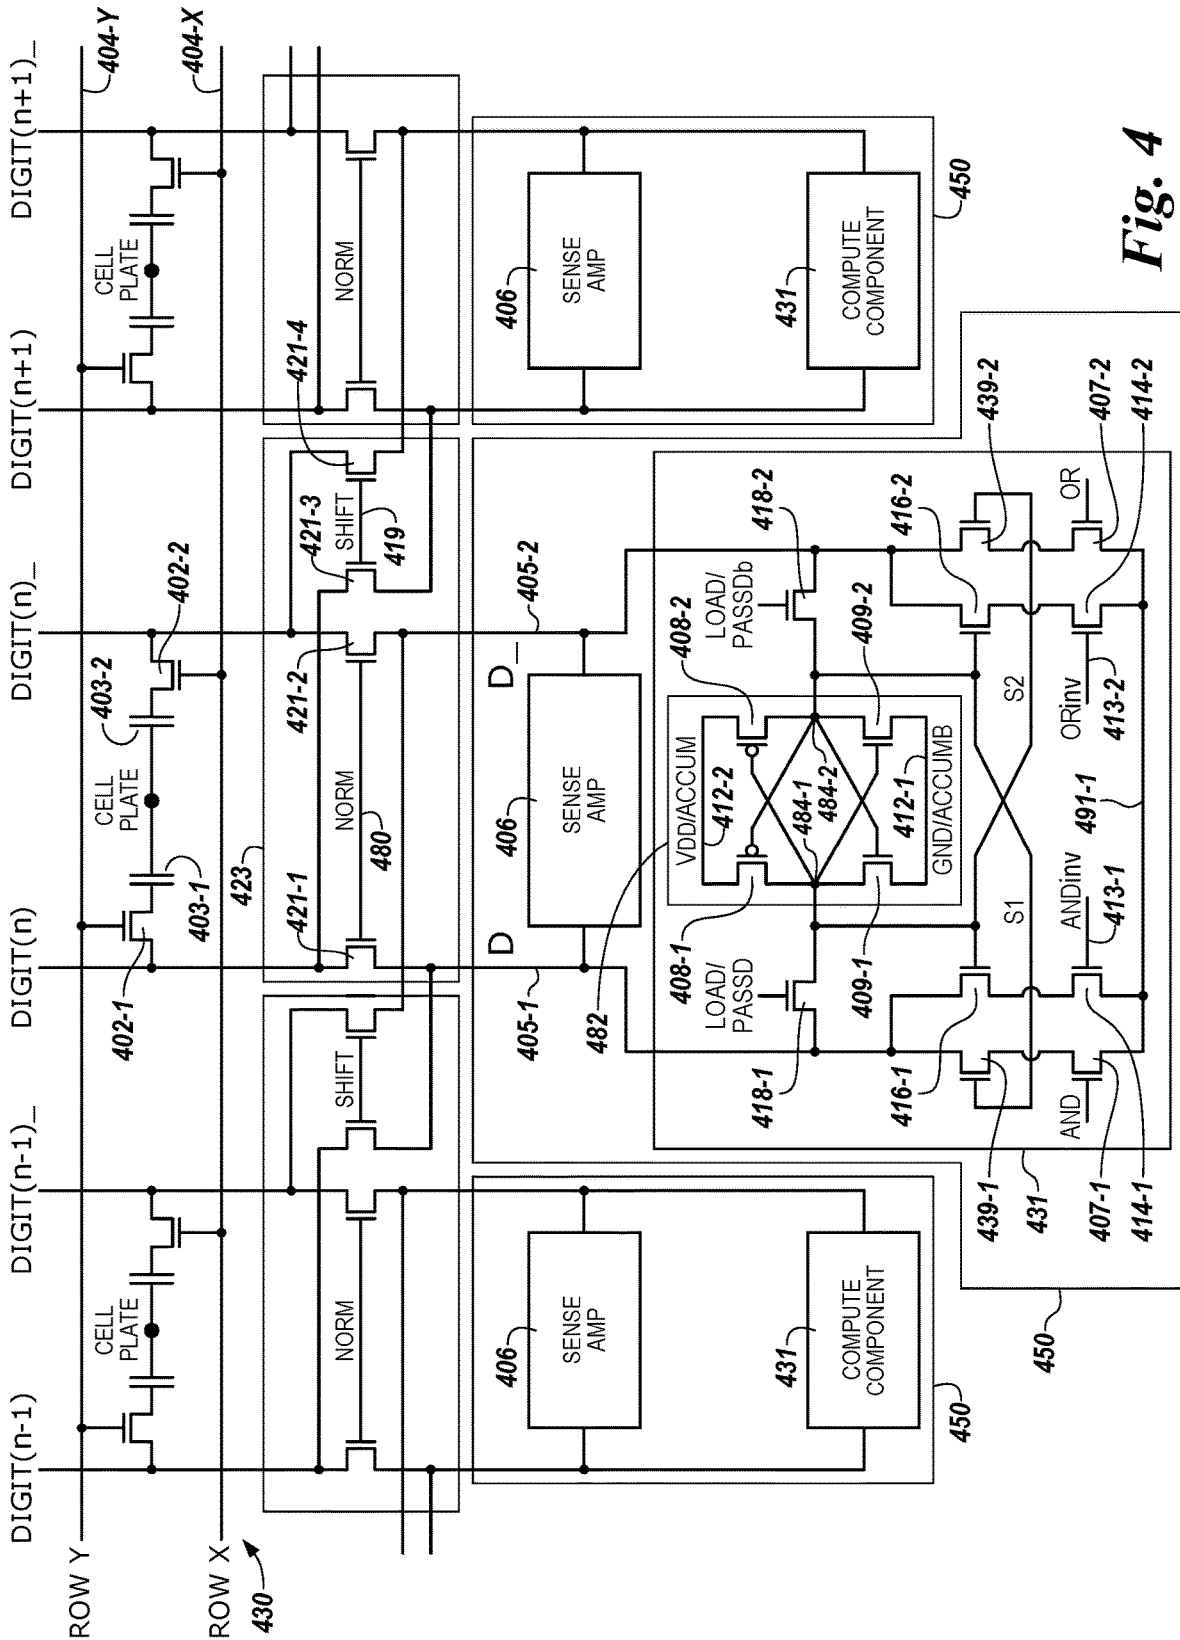 ROW Y
ROW X
430
DIGIT(n-1)
DIGIT(n-1)_
DIGIT(n)
DIGIT(n)_
DIGIT(n+1)
DIGIT(n+1)_
404-Y
404-X
CELL
PLATE
402-1
403-1
CELL
PLATE
403-2
402-2
CELL
PLATE
NORM
SHIFT
423
421-1
NORM
480
421-2
421-3
SHIFT
419
421-4
NORM
405-1
D
D_
405-2
406
SENSE
AMP
406
SENSE
AMP
406
SENSE
AMP
431
COMPUTE
COMPONENT
450
431
COMPUTE
COMPONENT
450
482
LOAD/
PASSD
418-1
408-1
409-1
VDD/ACCUM
412-2
484-1
484-2
412-1
GND/ACCUMB
408-2
409-2
LOAD/
PASSDb
418-2
416-1
416-2
S1
S2
439-1
439-2
AND
ANDinv
413-1
ORinv
413-2
OR
407-1
407-2
414-1
414-2
491-1
431
450
Fig. 4